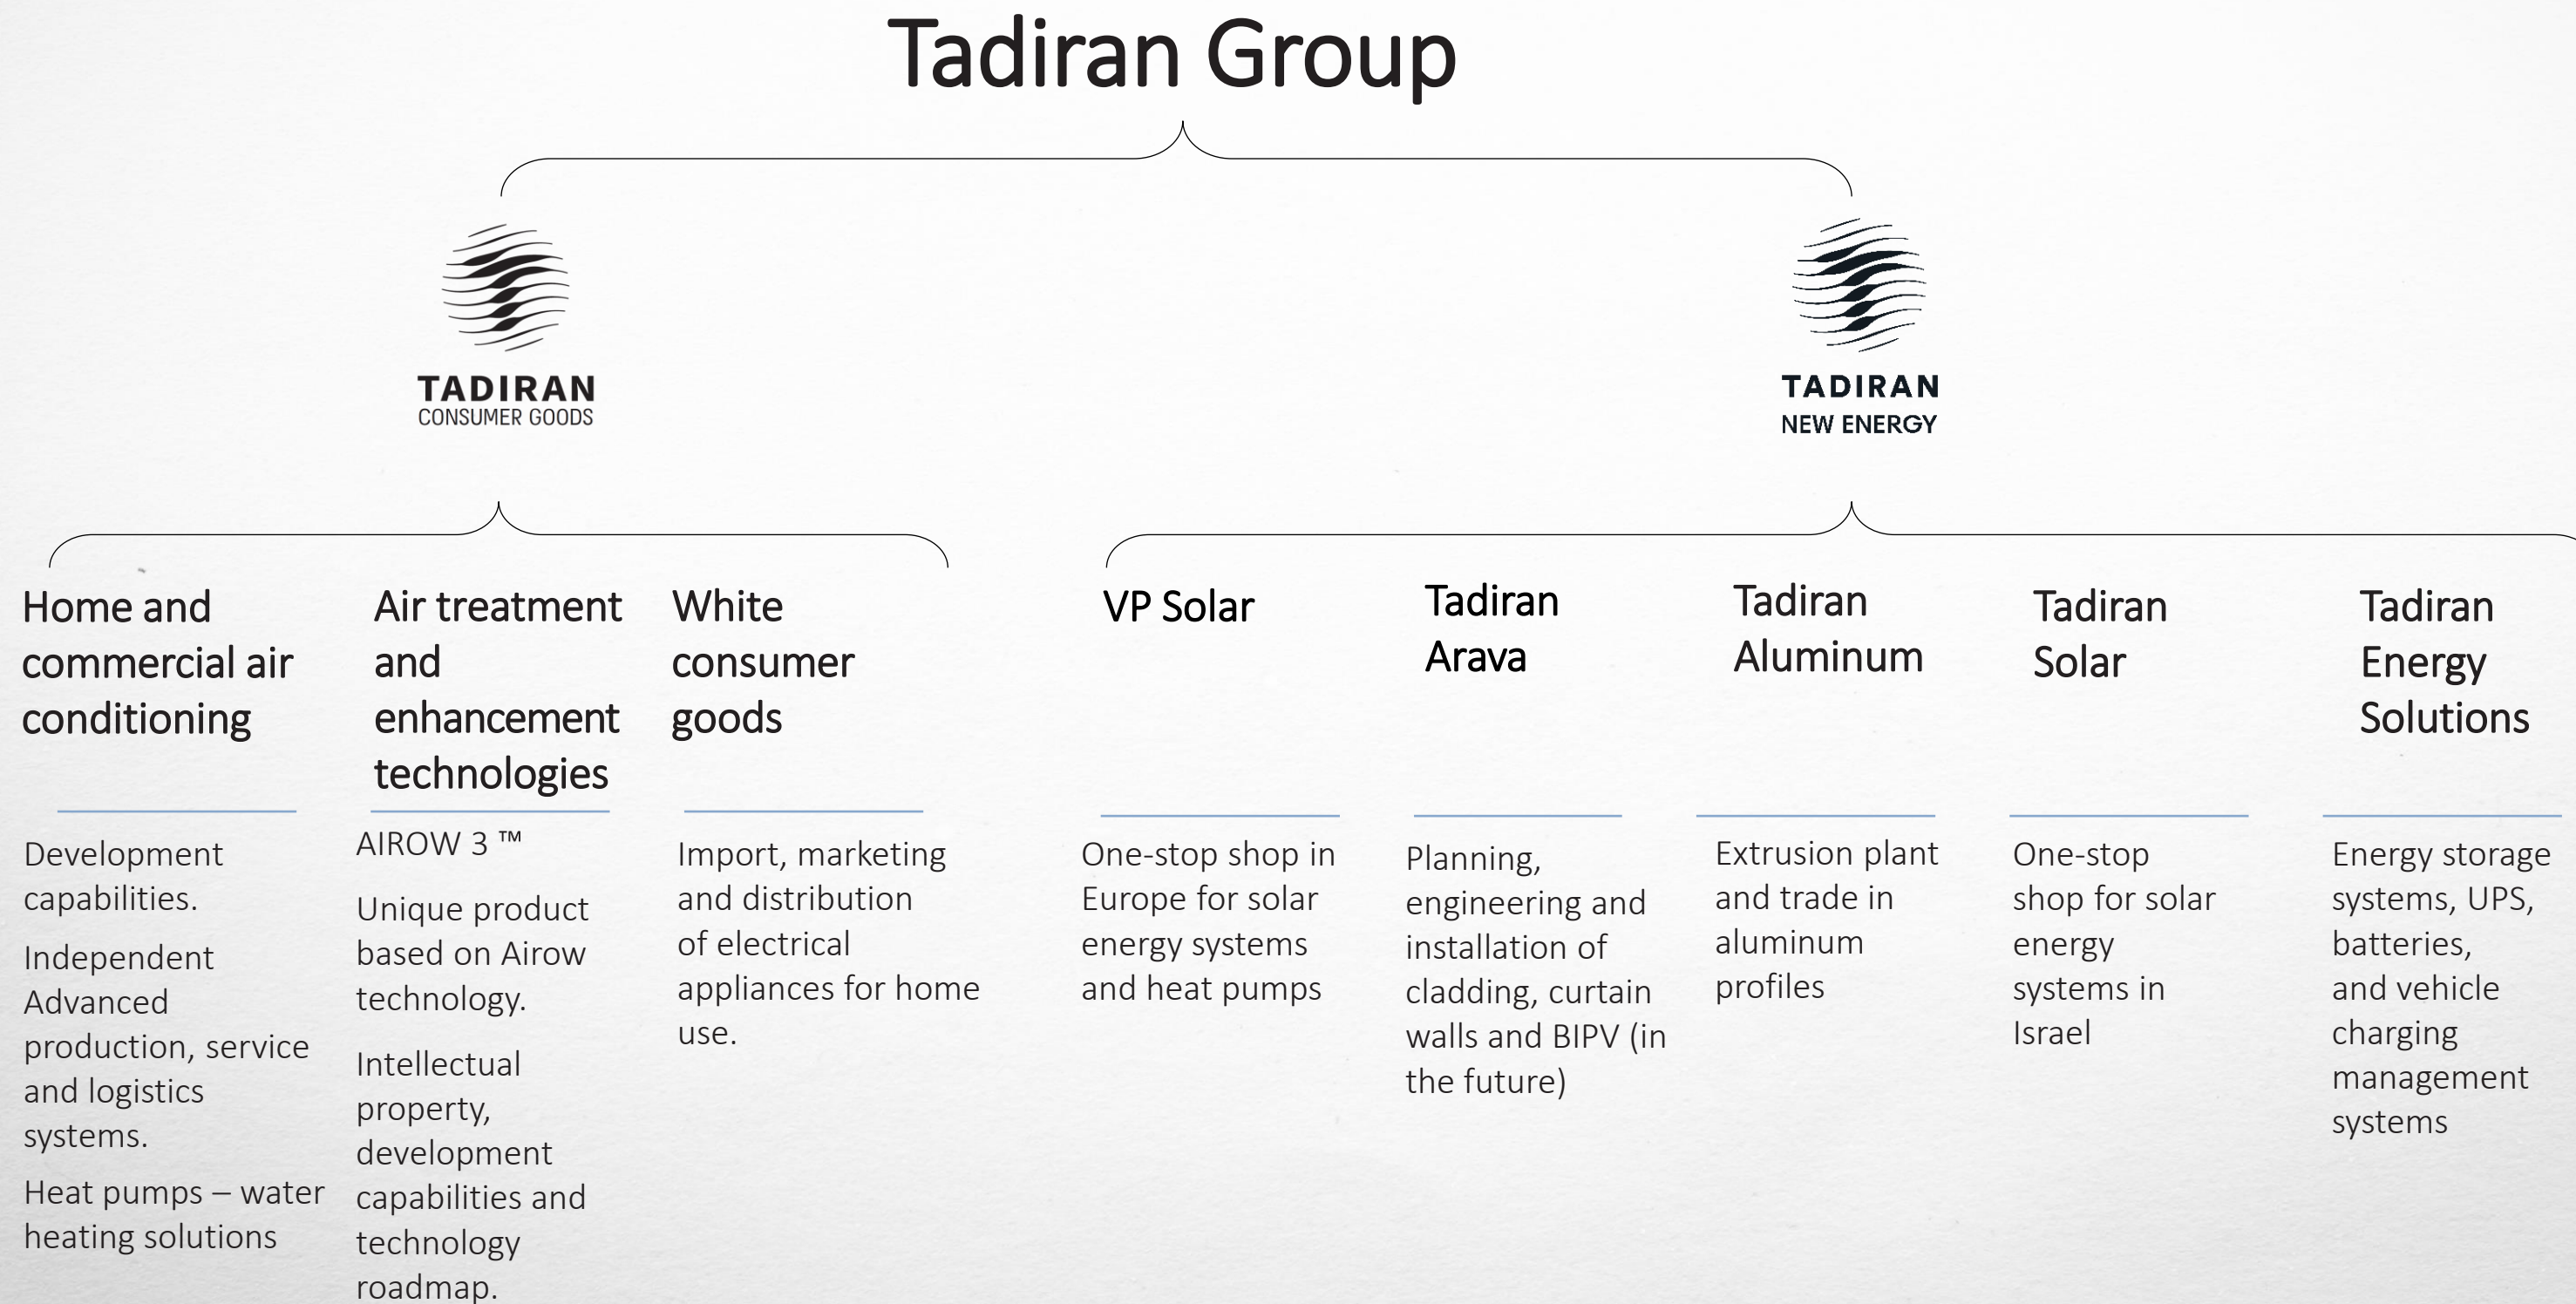 Tadiran Group
TADIRAN
CONSUMER GOODS
TADIRAN
NEW ENERGY
Home and
commercial air
conditioning
Development
capabilities.
Independent
Advanced
production, service
and logistics
systems.
Heat pumps – water
heating solutions
Air treatment
and
enhancement
technologies
AIROW 3 ™
Unique product
based on Airow
technology.
Intellectual
property,
development
capabilities and
technology
roadmap.
White
consumer
goods
Import, marketing
and distribution
of electrical
appliances for home
use.
VP Solar
One-stop shop in
Europe for solar
energy systems
and heat pumps
Tadiran
Arava
Planning,
engineering and
installation of
cladding, curtain
walls and BIPV (in
the future)
Tadiran
Aluminum
Extrusion plant
and trade in
aluminum
profiles
Tadiran
Solar
One-stop
shop for solar
energy
systems in
Israel
Tadiran
Energy
Solutions
Energy storage
systems, UPS,
batteries,
and vehicle
charging
management
systems